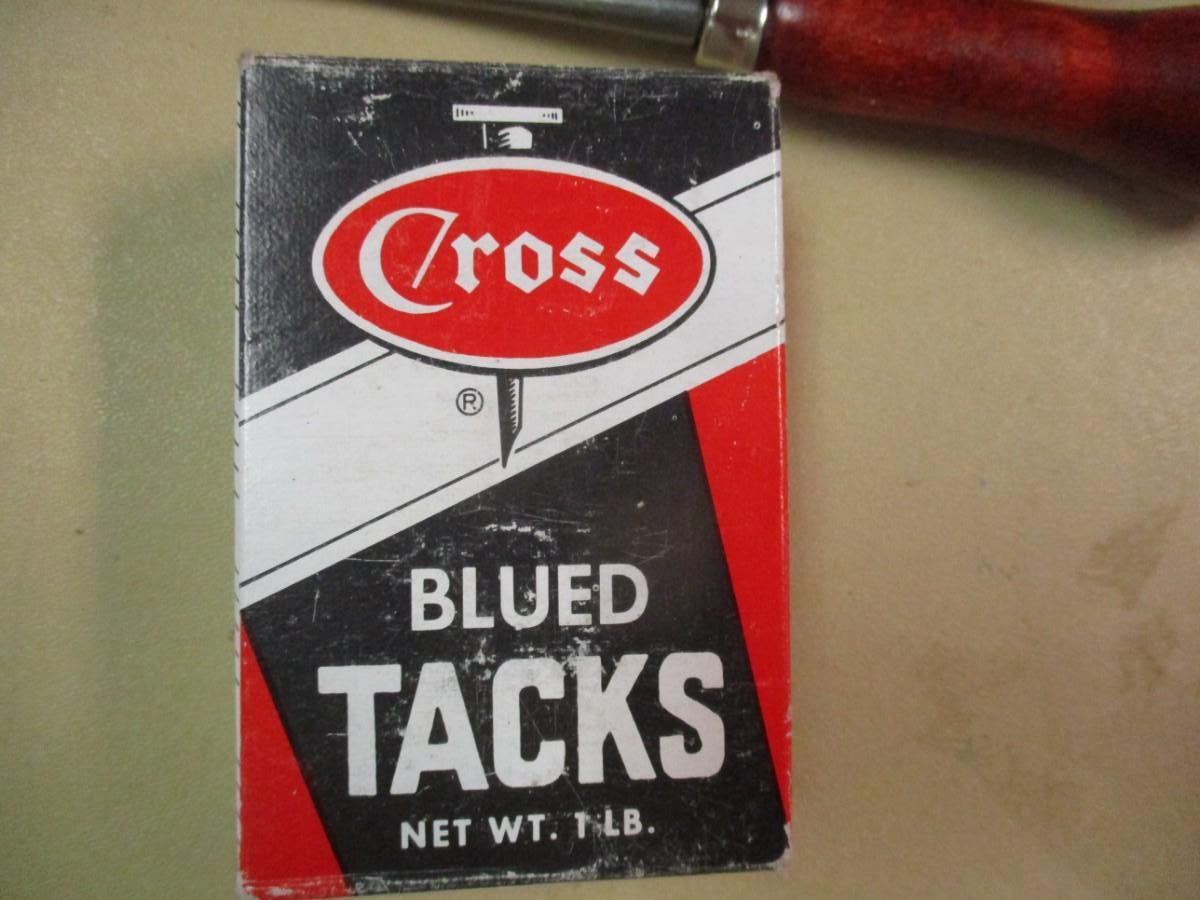 Cross
®
BLUED
TACKS
NET WT. 1 LB.